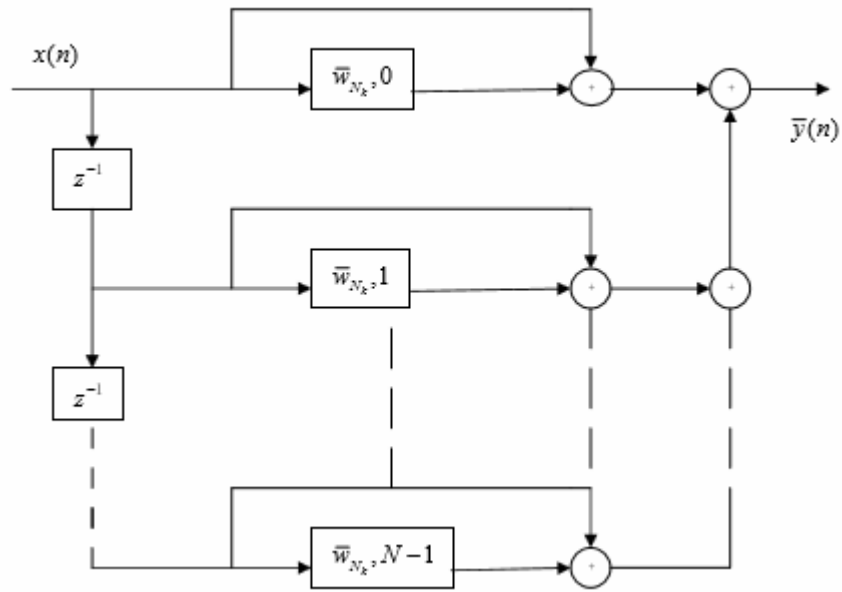 x(n)
w̅_{N_k}, 0
+
+
y̅(n)
z^{-1}
w̅_{N_k}, 1
+
+
z^{-1}
w̅_{N_k}, N-1
+